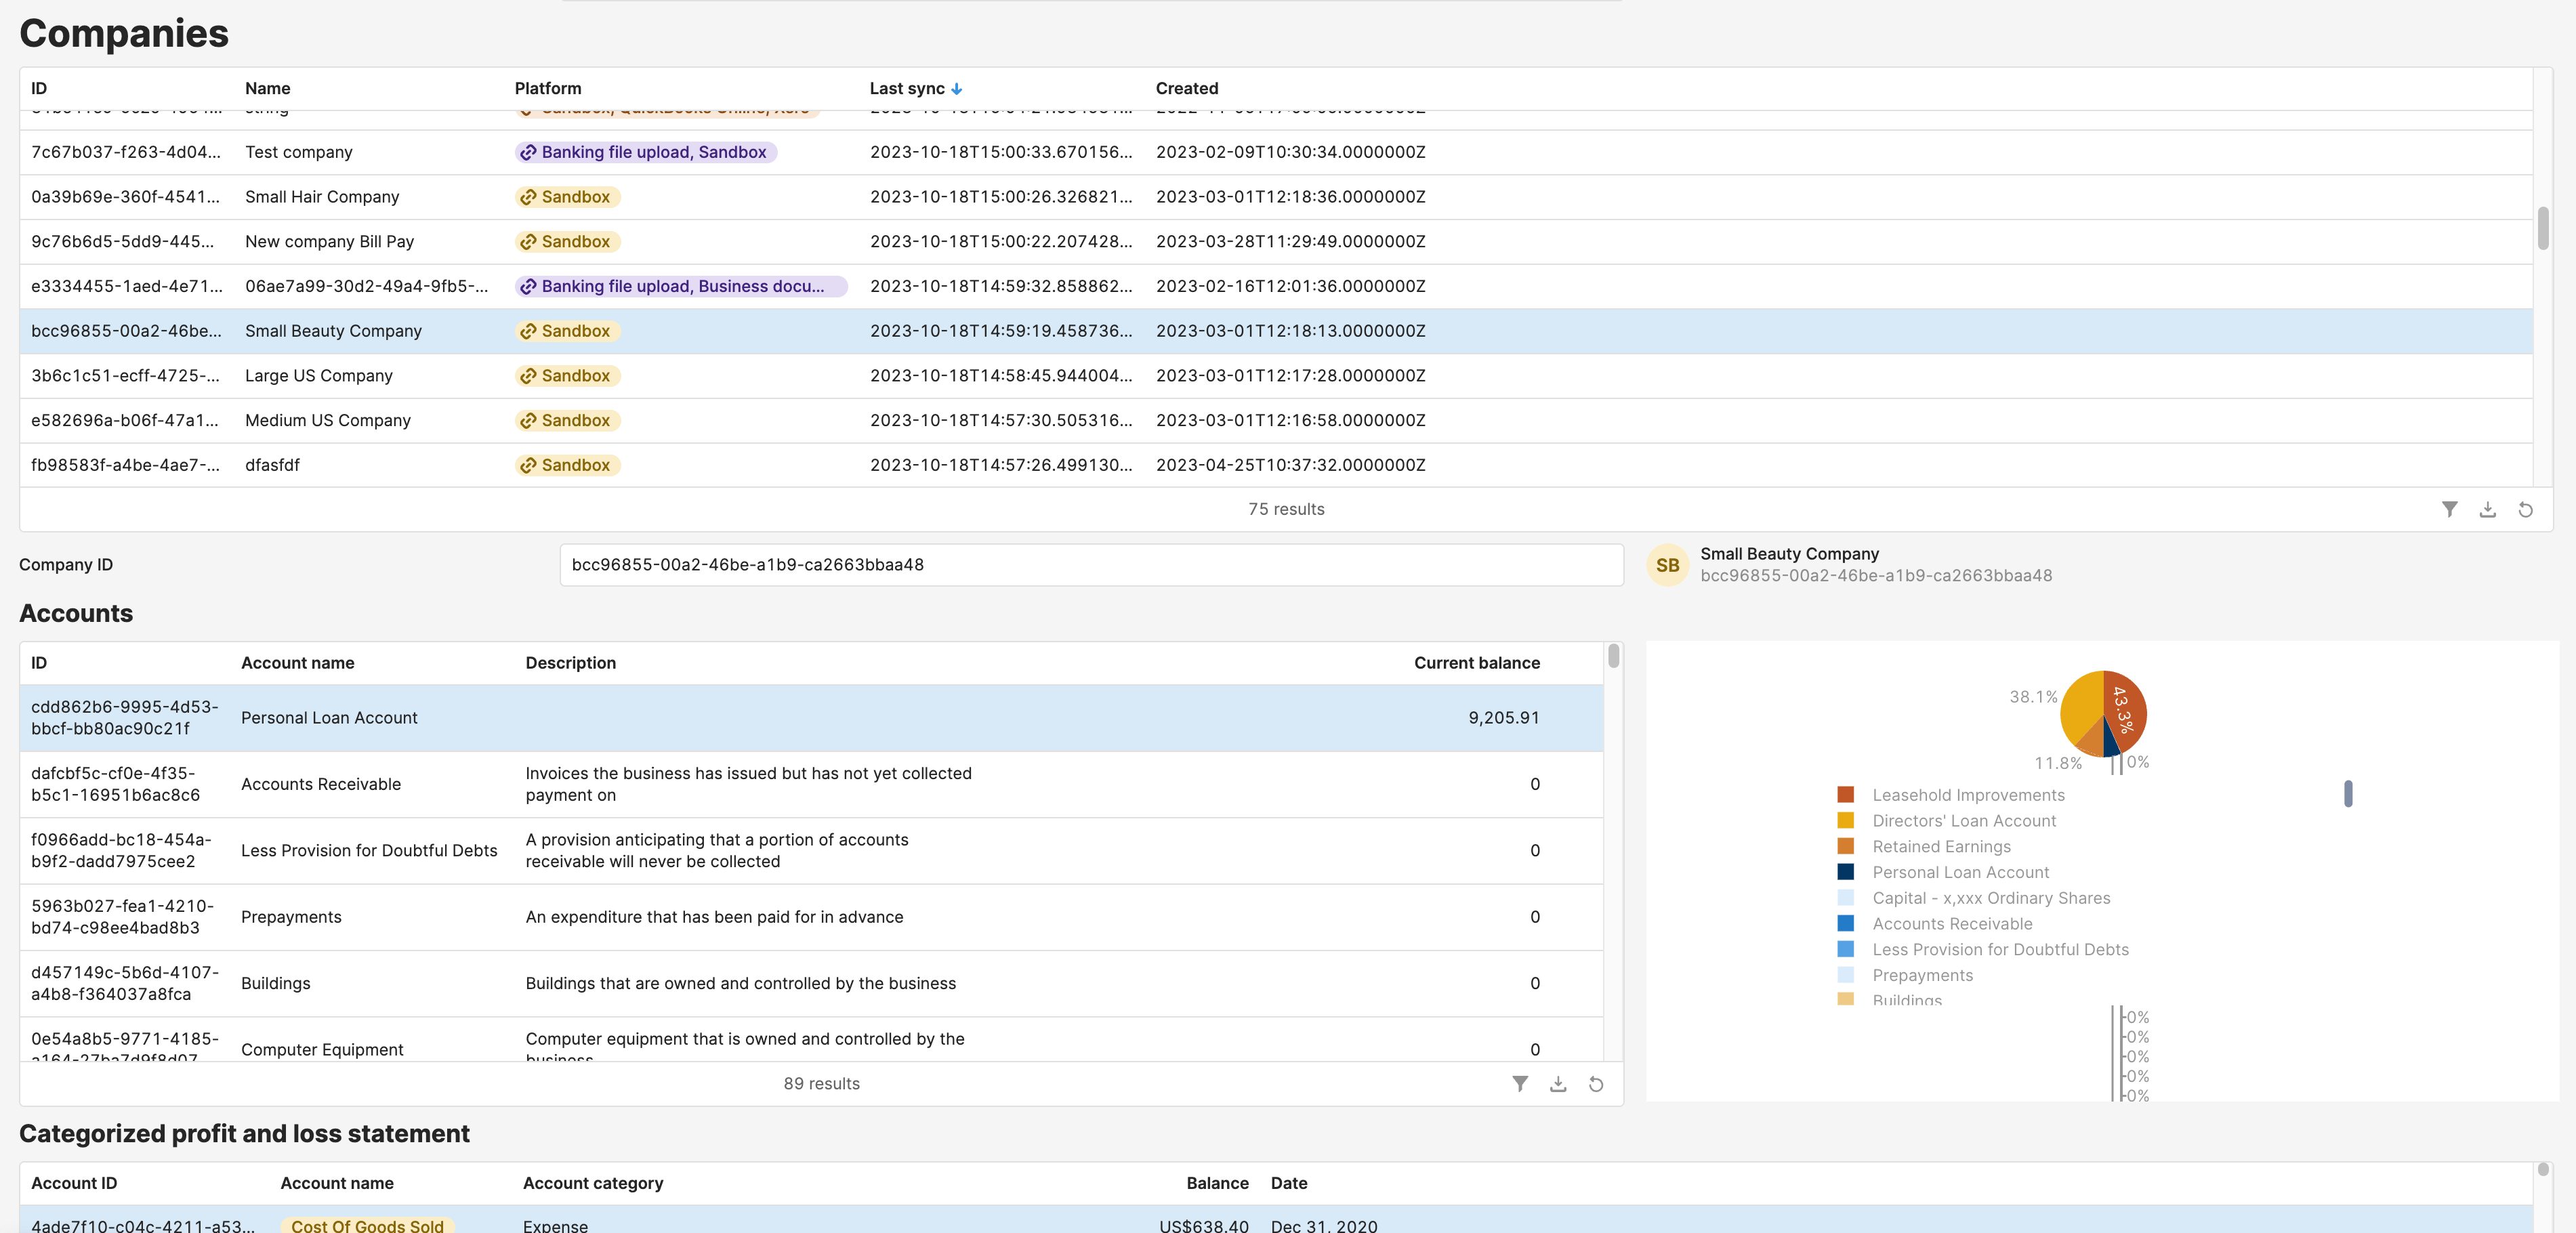 Companies
ID Name Platform Last sync Created
string Sandbox, QuickBooks Online, Xero
7c67b037-f263-4d04... Test company Banking file upload, Sandbox 2023-10-18T15:00:33.670156... 2023-02-09T10:30:34.0000000Z
0a39b69e-360f-4541... Small Hair Company Sandbox 2023-10-18T15:00:26.326821... 2023-03-01T12:18:36.0000000Z
9c76b6d5-5dd9-445... New company Bill Pay Sandbox 2023-10-18T15:00:22.207428... 2023-03-28T11:29:49.0000000Z
e3334455-1aed-4e71... 06ae7a99-30d2-49a4-9fb5-... Banking file upload, Business docu... 2023-10-18T14:59:32.858862... 2023-02-16T12:01:36.0000000Z
bcc96855-00a2-46be... Small Beauty Company Sandbox 2023-10-18T14:59:19.458736... 2023-03-01T12:18:13.0000000Z
3b6c1c51-ecff-4725-... Large US Company Sandbox 2023-10-18T14:58:45.944004... 2023-03-01T12:17:28.0000000Z
e582696a-b06f-47a1... Medium US Company Sandbox 2023-10-18T14:57:30.505316... 2023-03-01T12:16:58.0000000Z
fb98583f-a4be-4ae7-... dfasfdf Sandbox 2023-10-18T14:57:26.499130... 2023-04-25T10:37:32.0000000Z
75 results
Company ID bcc96855-00a2-46be-a1b9-ca2663bbaa48
SB Small Beauty Company
bcc96855-00a2-46be-a1b9-ca2663bbaa48
Accounts
ID Account name Description Current balance
cdd862b6-9995-4d53-
bbcf-bb80ac90c21f Personal Loan Account 9,205.91
dafcbf5c-cf0e-4f35-
b5c1-16951b6ac8c6 Accounts Receivable Invoices the business has issued but has not yet collected
payment on 0
f0966add-bc18-454a-
b9f2-dadd7975cee2 Less Provision for Doubtful Debts A provision anticipating that a portion of accounts
receivable will never be collected 0
5963b027-fea1-4210-
bd74-c98ee4bad8b3 Prepayments An expenditure that has been paid for in advance 0
d457149c-5b6d-4107-
a4b8-f364037a8fca Buildings Buildings that are owned and controlled by the business 0
0e54a8b5-9771-4185-
a164-27ba7d9f8d07 Computer Equipment Computer equipment that is owned and controlled by the
business 0
89 results
38.1%
43.3%
11.8%
0%
Leasehold Improvements
Directors' Loan Account
Retained Earnings
Personal Loan Account
Capital - x,xxx Ordinary Shares
Accounts Receivable
Less Provision for Doubtful Debts
Prepayments
Buildings
0%
0%
0%
0%
0%
Categorized profit and loss statement
Account ID Account name Account category Balance Date
4ade7f10-c04c-4211-a53... Cost Of Goods Sold Expense US$638.40 Dec 31, 2020